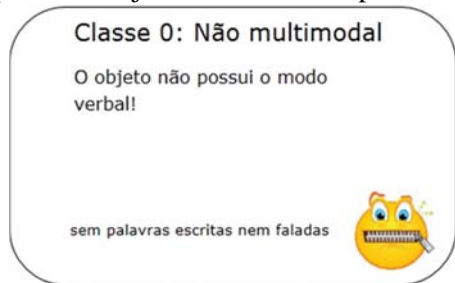 Classe 0: Não multimodal
O objeto não possui o modo
verbal!
sem palavras escritas nem faladas